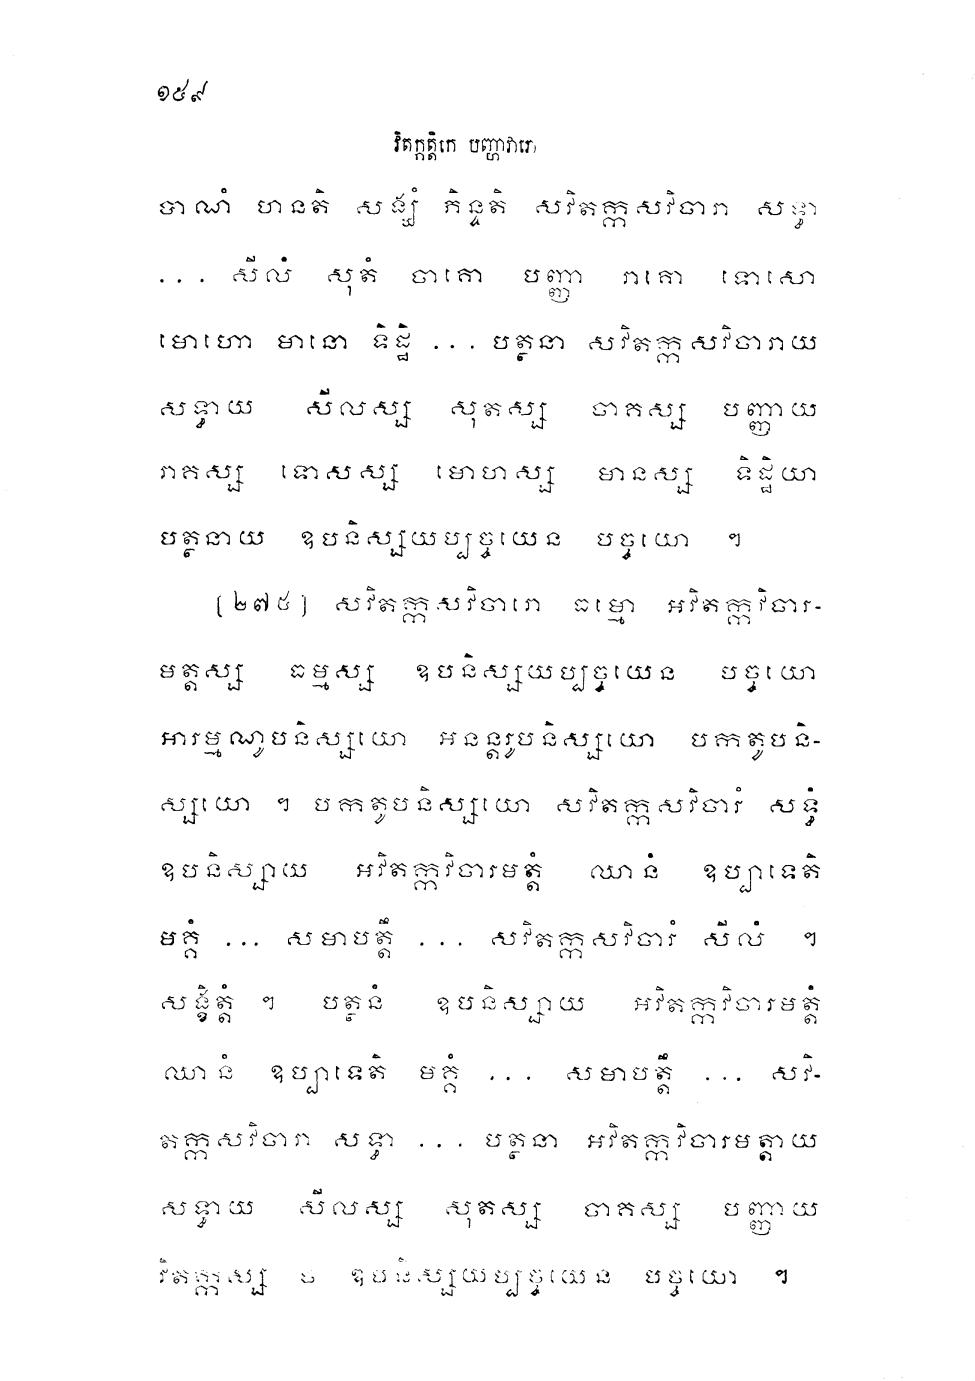 ១៥៩
វិតក្កត្តិកេ បញ្ហាវារោ
បាណំ ហនតិ សង្ឃំ ភិន្ទតិ សវិតក្កសវិចារា សទ្ធា
... សីលំ សុតំ ចាគោ បញ្ញា រាគោ ទោសោ
មោហោ មានោ ទិដ្ឋិ ... បត្ថនា សវិតក្កសវិចារាយ
សទ្ធាយ សីលស្ស សុតស្ស ចាគស្ស បញ្ញាយ
រាគស្ស ទោសស្ស មោហស្ស មានស្ស ទិដ្ឋិយា
បត្ថនាយ ឧបនិស្សយប្បច្ចយេន បច្ចយោ ។
[២៧៥] សវិតក្កសវិចារោ ធម្មោ អវិតក្កវិចារ-
មត្តស្ស ធម្មស្ស ឧបនិស្សយប្បច្ចយេន បច្ចយោ
អារម្មណូបនិស្សយោ អនន្តរូបនិស្សយោ បកតូបនិ-
ស្សយោ ។ បកតូបនិស្សយោ សវិតក្កសវិចារំ សទ្ធំ
ឧបនិស្សាយ អវិតក្កវិចារមត្តំ ឈានំ ឧប្បាទេតិ
មគ្គំ ... សមាបត្តឹ ... សវិតក្កសវិចារំ សីលំ ។
សង្ខិត្តំ ។ បត្ថនំ ឧបនិស្សាយ អវិតក្កវិចារមត្តំ
ឈានំ ឧប្បាទេតិ មគ្គំ ... សមាបត្តឹ ... សវិ-
តក្កសវិចារា សទ្ធា ... បត្ថនា អវិតក្កវិចារមត្តាយ
សទ្ធាយ សីលស្ស សុតស្ស ចាគស្ស បញ្ញាយ
វិតក្កស្ស ច ឧបនិស្សយប្បច្ចយេន បច្ចយោ ។